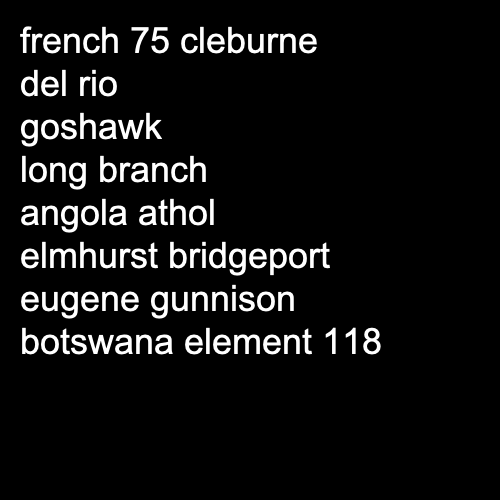 french 75 cleburne
del rio
goshawk
long branch
angola athol
elmhurst bridgeport
eugene gunnison
botswana element 118